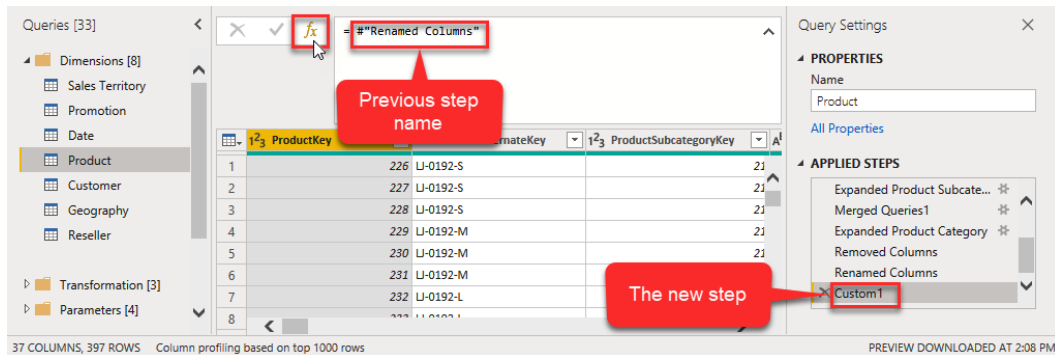 Queries [33]
Dimensions [8]
Sales Territory
Promotion
Date
Product
Customer
Geography
Reseller
Transformation [3]
Parameters [4]
fx
= #"Renamed Columns"
Previous step
name
123 ProductKey
ernateKey
123 ProductSubcategoryKey
1 226 LJ-0192-S 21
2 227 LJ-0192-S 21
3 228 LJ-0192-S 21
4 229 LJ-0192-M 21
5 230 LJ-0192-M 21
6 231 LJ-0192-M
7 232 LJ-0192-L
8
The new step
Query Settings
PROPERTIES
Name
Product
All Properties
APPLIED STEPS
Expanded Product Subcate...
Merged Queries1
Expanded Product Category
Removed Columns
Renamed Columns
Custom1
37 COLUMNS, 397 ROWS Column profiling based on top 1000 rows
PREVIEW DOWNLOADED AT 2:08 PM